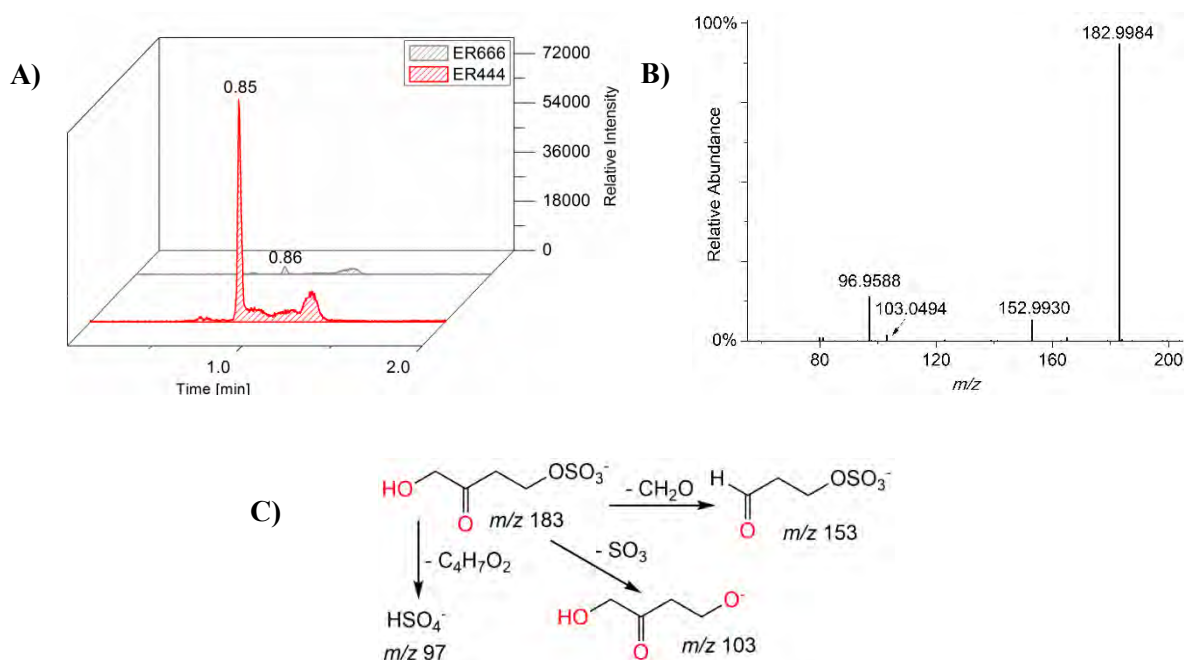 A)
ER666
ER444
72000
54000
36000
18000
0
Relative Intensity
0.85
0.86
1.0
2.0
Time [min]
B)
100%
0%
Relative Abundance
182.9984
96.9588
103.0494
152.9930
80
120
160
200
m/z
C)
HO
O
OSO₃⁻
m/z 183
- CH₂O
H
O
OSO₃⁻
m/z 153
- C₄H₇O₂
- SO₃
HSO₄⁻
m/z 97
HO
O
O⁻
m/z 103